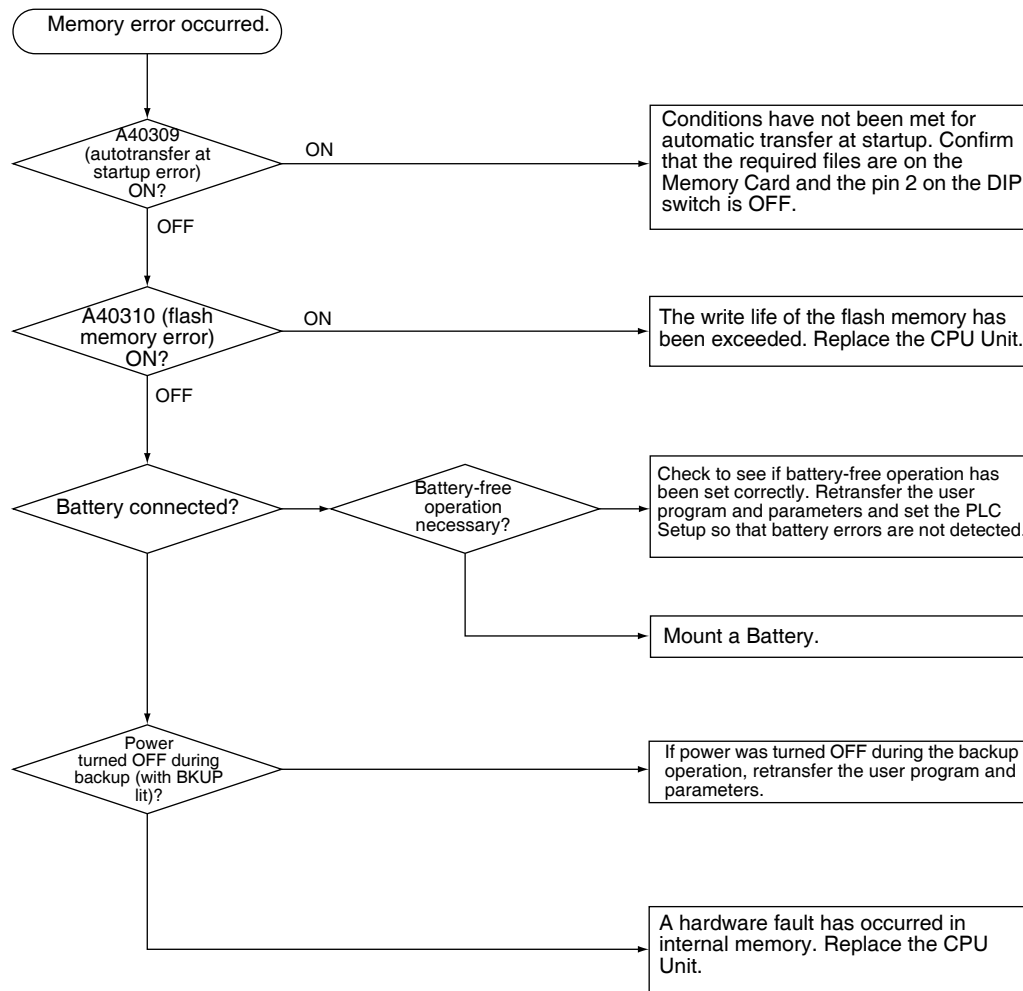 Memory error occurred.
A40309
(autotransfer at
startup error)
ON?
ON
Conditions have not been met for
automatic transfer at startup. Confirm
that the required files are on the
Memory Card and the pin 2 on the DIP
switch is OFF.
OFF
A40310 (flash
memory error)
ON?
ON
The write life of the flash memory has
been exceeded. Replace the CPU Unit.
OFF
Battery connected?
Battery-free
operation
necessary?
Check to see if battery-free operation has
been set correctly. Retransfer the user
program and parameters and set the PLC
Setup so that battery errors are not detected.
Mount a Battery.
Power
turned OFF during
backup (with BKUP
lit)?
If power was turned OFF during the backup
operation, retransfer the user program and
parameters.
A hardware fault has occurred in
internal memory. Replace the CPU
Unit.